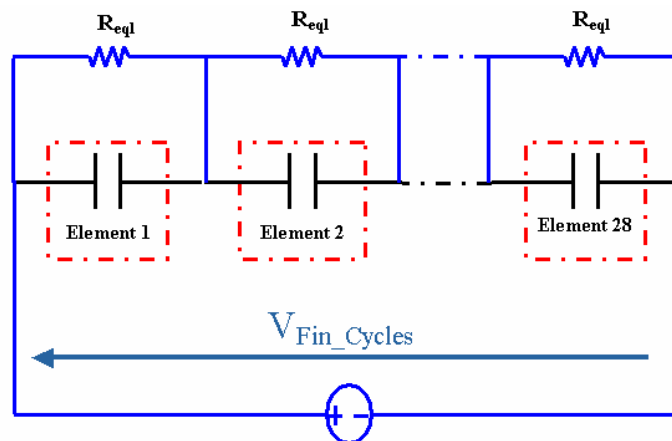 R_eql
R_eql
R_eql
Element 1
Element 2
Element 28
V_Fin_Cycles
+ -